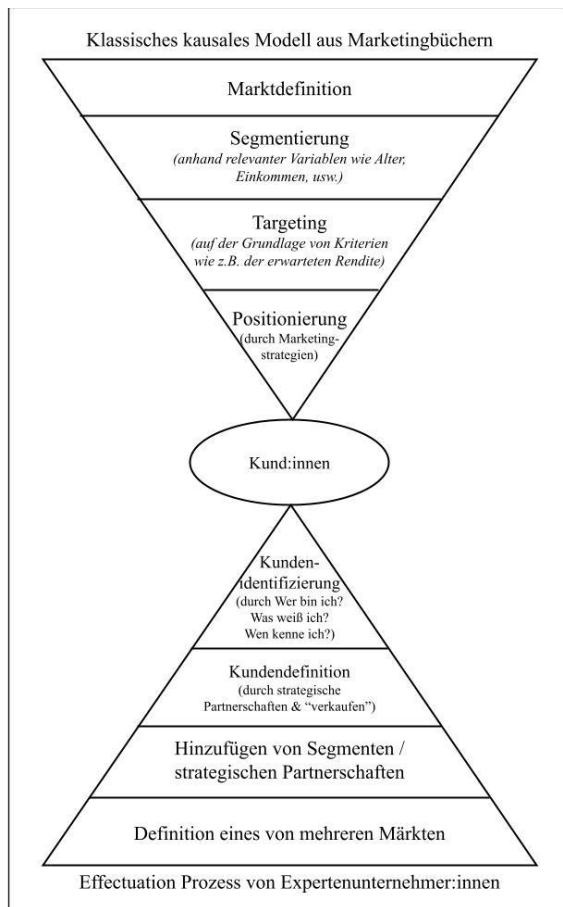 Klassisches kausales Modell aus Marketingbüchern
Marktdefinition
Segmentierung
(anhand relevanter Variablen wie Alter,
Einkommen, usw.)
Targeting
(auf der Grundlage von Kriterien
wie z.B. der erwarteten Rendite)
Positionierung
(durch Marketing-
strategien)
Kund:innen
Kunden-
identifizierung
(durch Wer bin ich?
Was weiß ich?
Wen kenne ich?)
Kundendefinition
(durch strategische
Partnerschaften & “verkaufen”)
Hinzufügen von Segmenten /
strategischen Partnerschaften
Definition eines von mehreren Märkten
Effectuation Prozess von Expertenunternehmer:innen